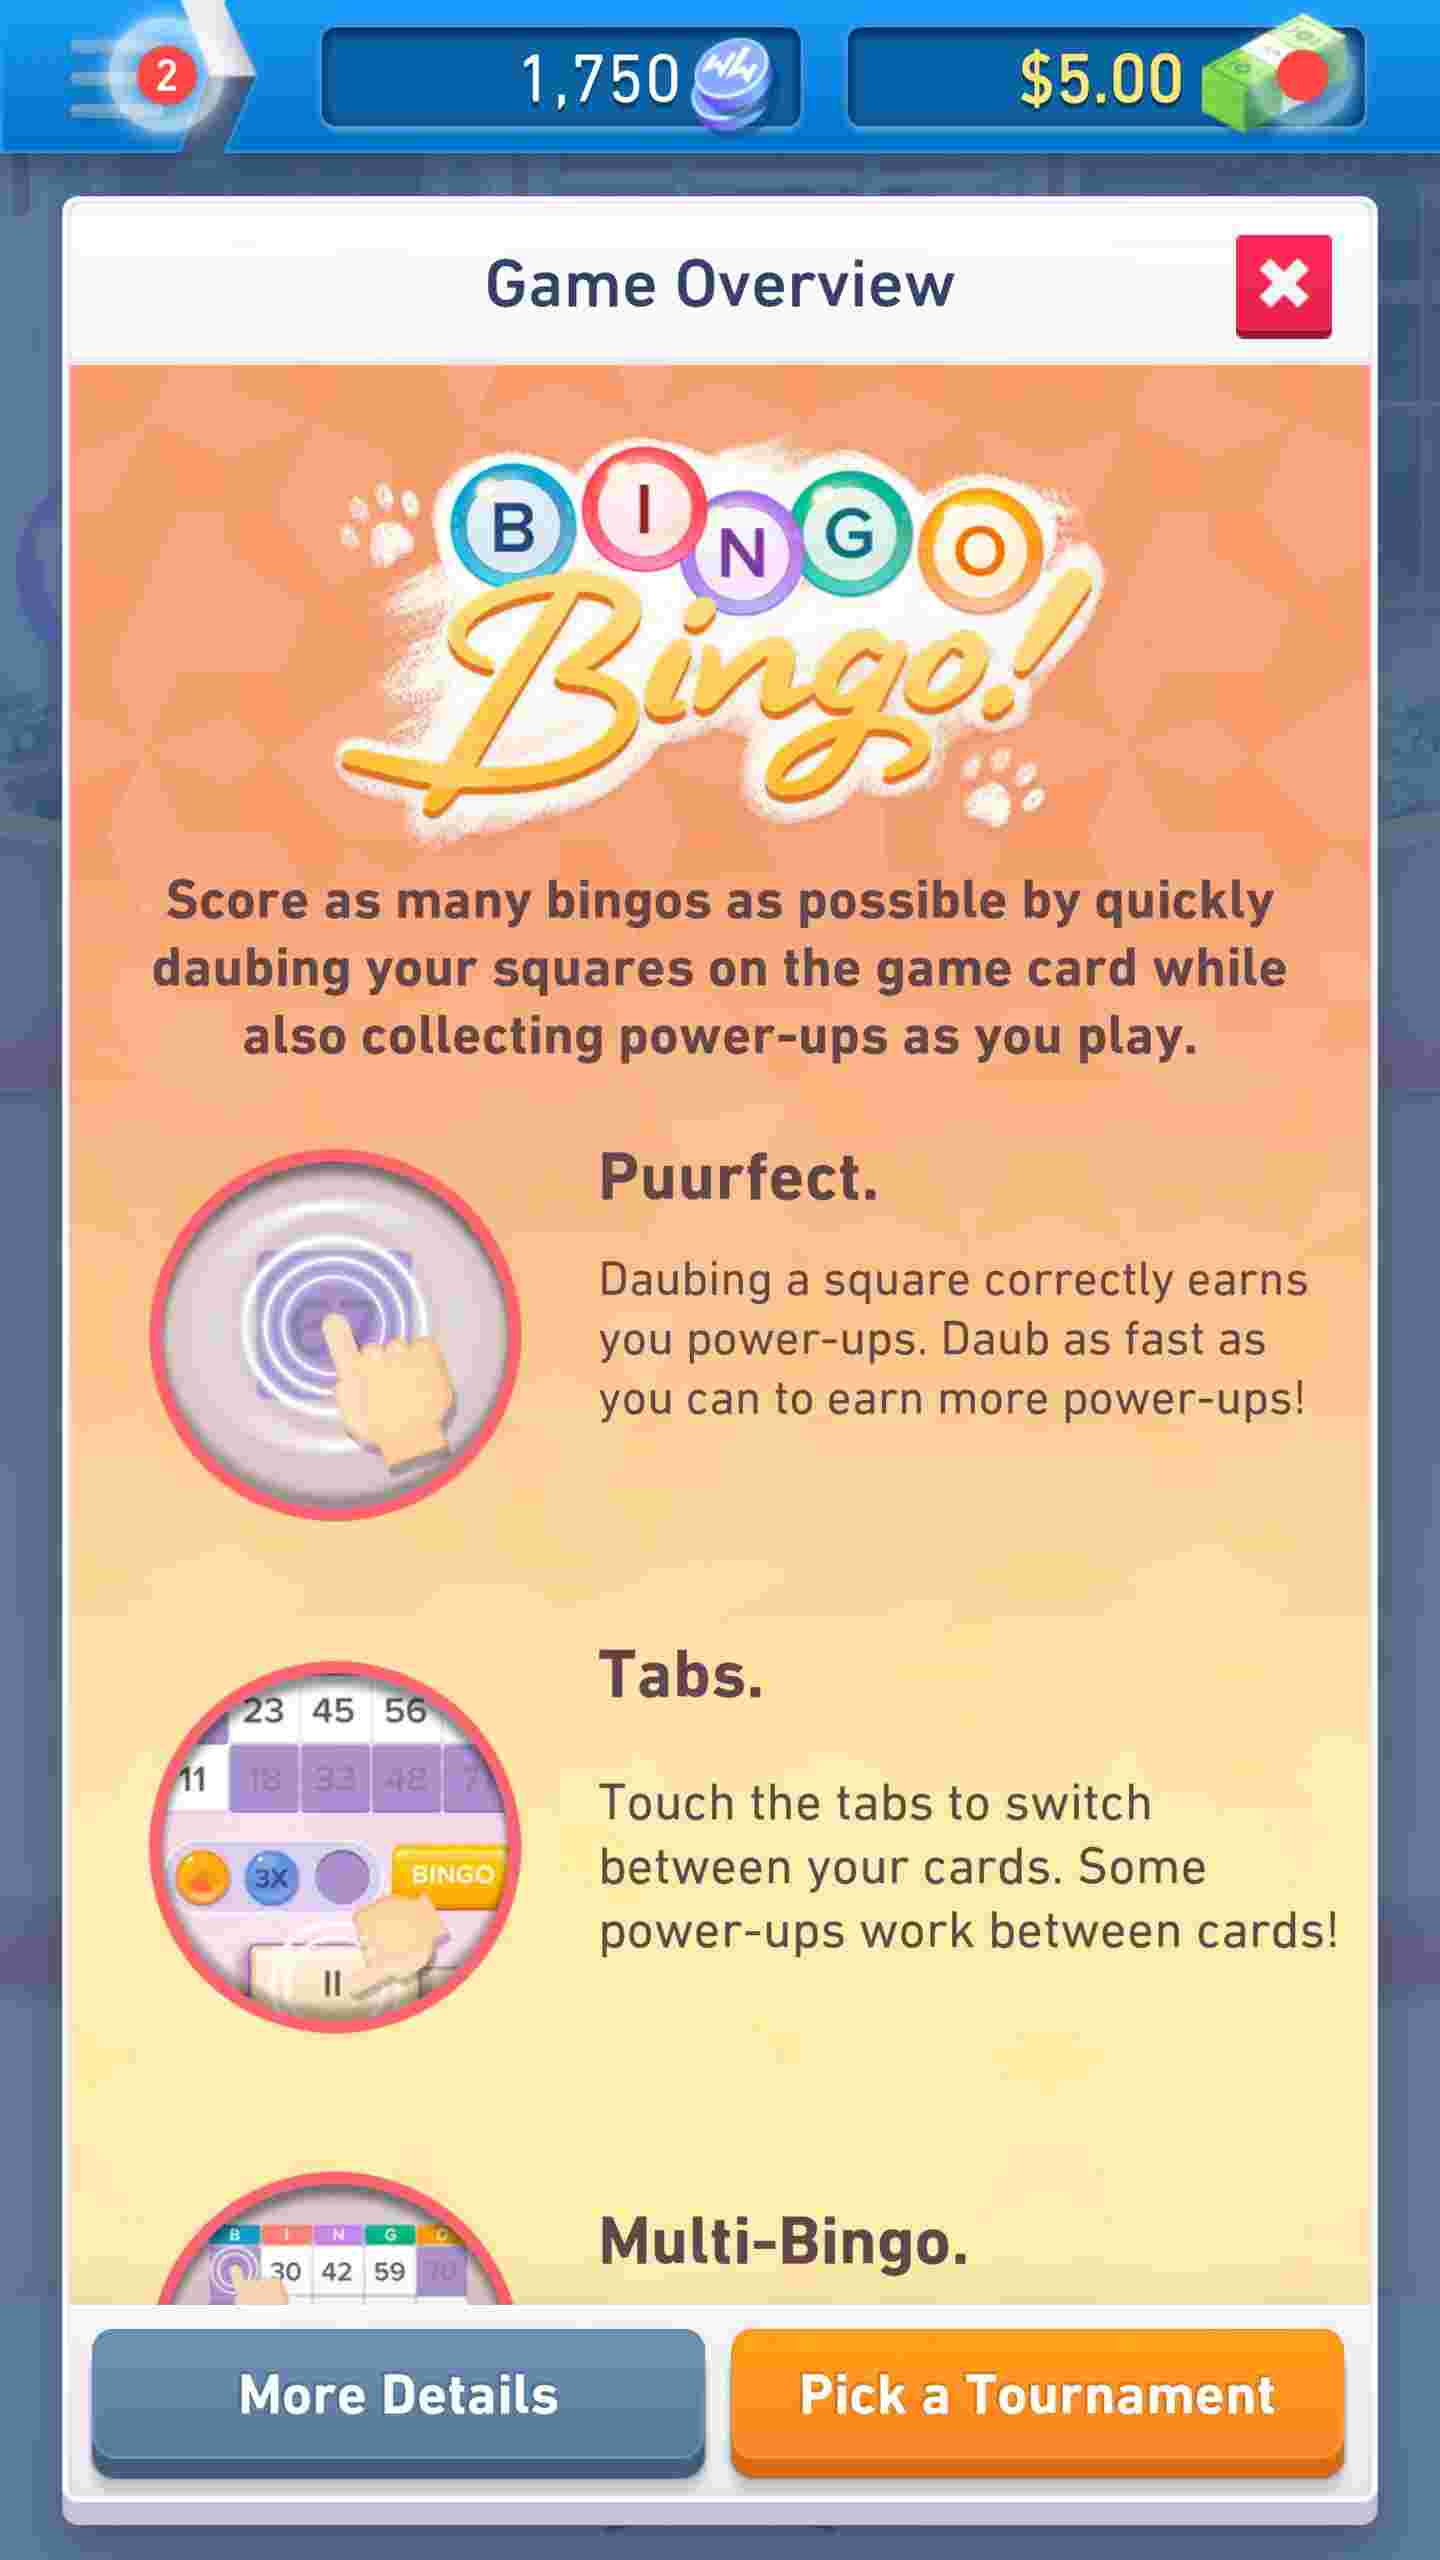 2
1,750
$5.00
Game Overview
BINGO
Bingo!
Score as many bingos as possible by quickly
daubing your squares on the game card while
also collecting power-ups as you play.
Puurfect.
Daubing a square correctly earns
you power-ups. Daub as fast as
you can to earn more power-ups!
Tabs.
23 45 56
11 18 33 48
3X
BINGO
II
Touch the tabs to switch
between your cards. Some
power-ups work between cards!
B I N G O
30 42 59 70
Multi-Bingo.
More Details
Pick a Tournament